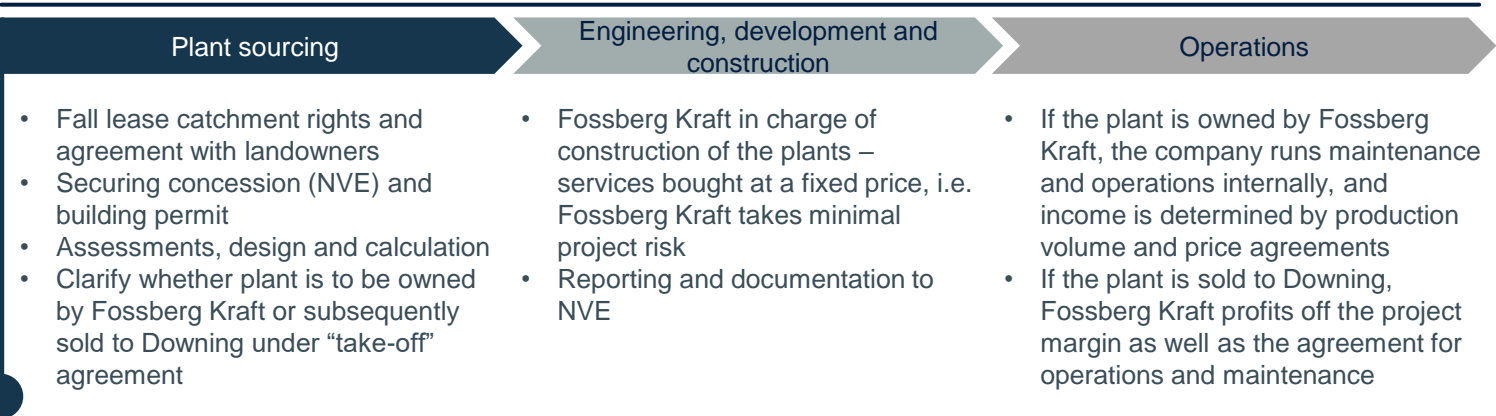 Plant sourcing
Engineering, development and
construction
Operations
• Fall lease catchment rights and
agreement with landowners
• Securing concession (NVE) and
building permit
• Assessments, design and calculation
• Clarify whether plant is to be owned
by Fossberg Kraft or subsequently
sold to Downing under “take-off”
agreement
• Fossberg Kraft in charge of
construction of the plants –
services bought at a fixed price, i.e.
Fossberg Kraft takes minimal
project risk
• Reporting and documentation to
NVE
• If the plant is owned by Fossberg
Kraft, the company runs maintenance
and operations internally, and
income is determined by production
volume and price agreements
• If the plant is sold to Downing,
Fossberg Kraft profits off the project
margin as well as the agreement for
operations and maintenance